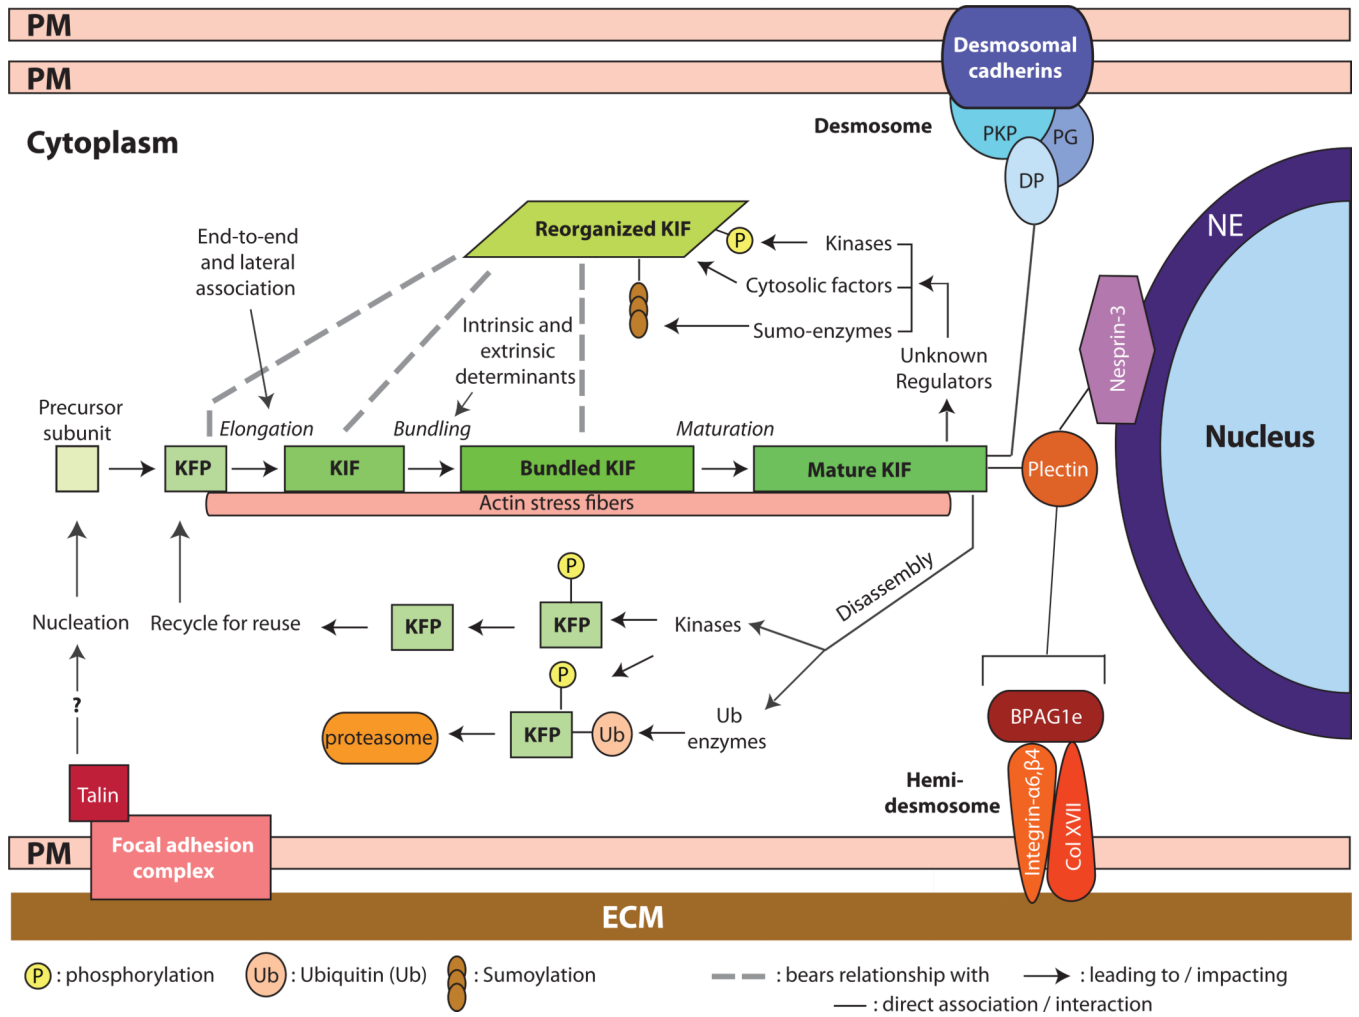 PM
PM
Desmosomal
cadherins
Desmosome
PKP
PG
DP
Cytoplasm
NE
Nucleus
Nesprin-3
Reorganized KIF
P
Kinases
Cytosolic factors
Sumo-enzymes
Unknown
Regulators
End-to-end
and lateral
association
Intrinsic and
extrinsic
determinants
Precursor
subunit
Elongation
Bundling
Maturation
KFP
KIF
Bundled KIF
Mature KIF
Plectin
Actin stress fibers
Disassembly
P
KFP
Kinases
KFP
Recycle for reuse
Nucleation
?
P
KFP
Ub
Ub
enzymes
proteasome
Talin
Focal adhesion
complex
BPAG1e
Hemi-
desmosome
Integrin-α6,β4
Col XVII
PM
ECM
P : phosphorylation
Ub : Ubiquitin (Ub)
: Sumoylation
: bears relationship with
: leading to / impacting
: direct association / interaction